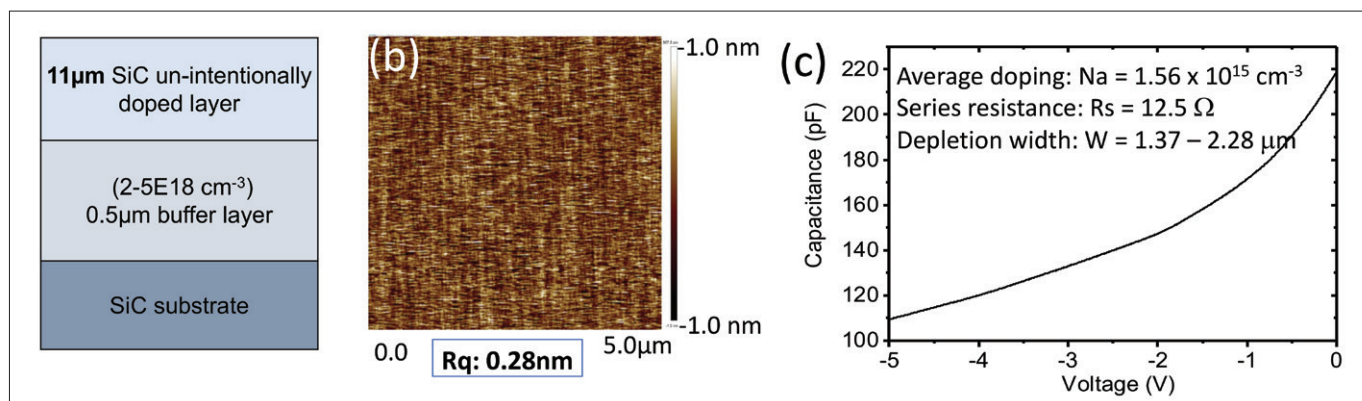 11μm SiC un-intentionally
doped layer
(2-5E18 cm-3)
0.5μm buffer layer
SiC substrate
(b)
1.0 nm
-1.0 nm
0.0
5.0μm
Rq: 0.28nm
(c)
Average doping: Na = 1.56 x 10¹⁵ cm⁻³
Series resistance: Rs = 12.5 Ω
Depletion width: W = 1.37 – 2.28 μm
Capacitance (pF)
220
200
180
160
140
120
100
-5 -4 -3 -2 -1 0
Voltage (V)